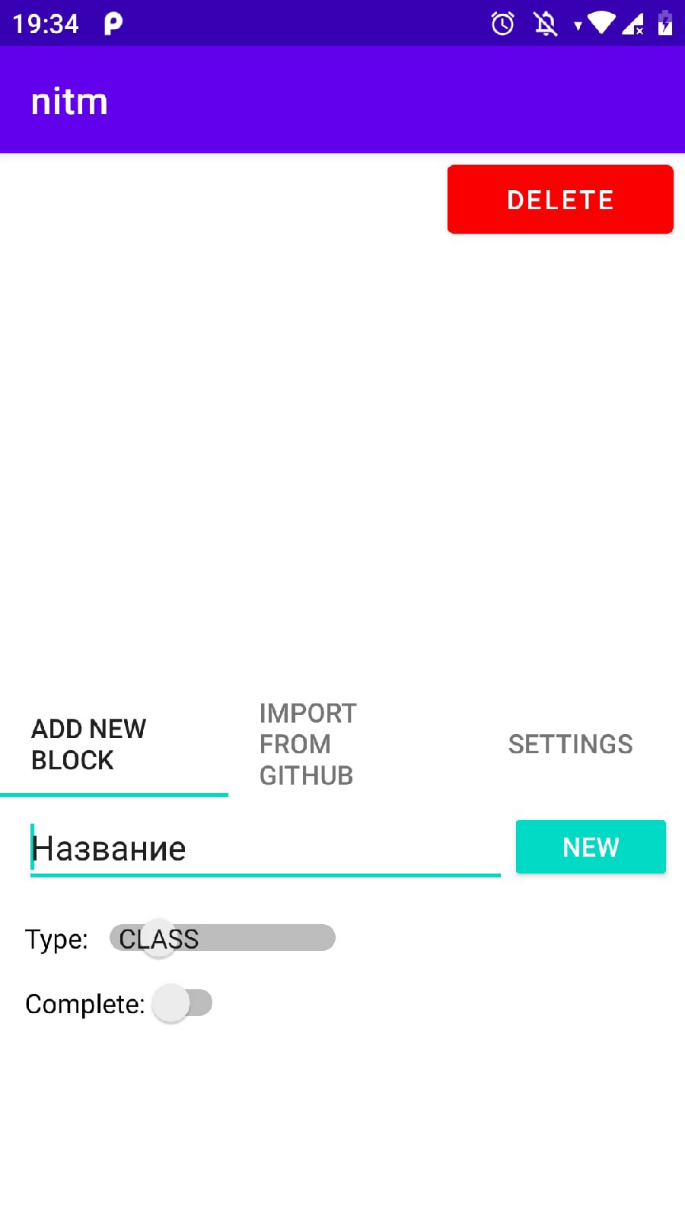 19:34
nitm
DELETE
ADD NEW
BLOCK
IMPORT
FROM
GITHUB
SETTINGS
Название
NEW
Type: CLASS
Complete: